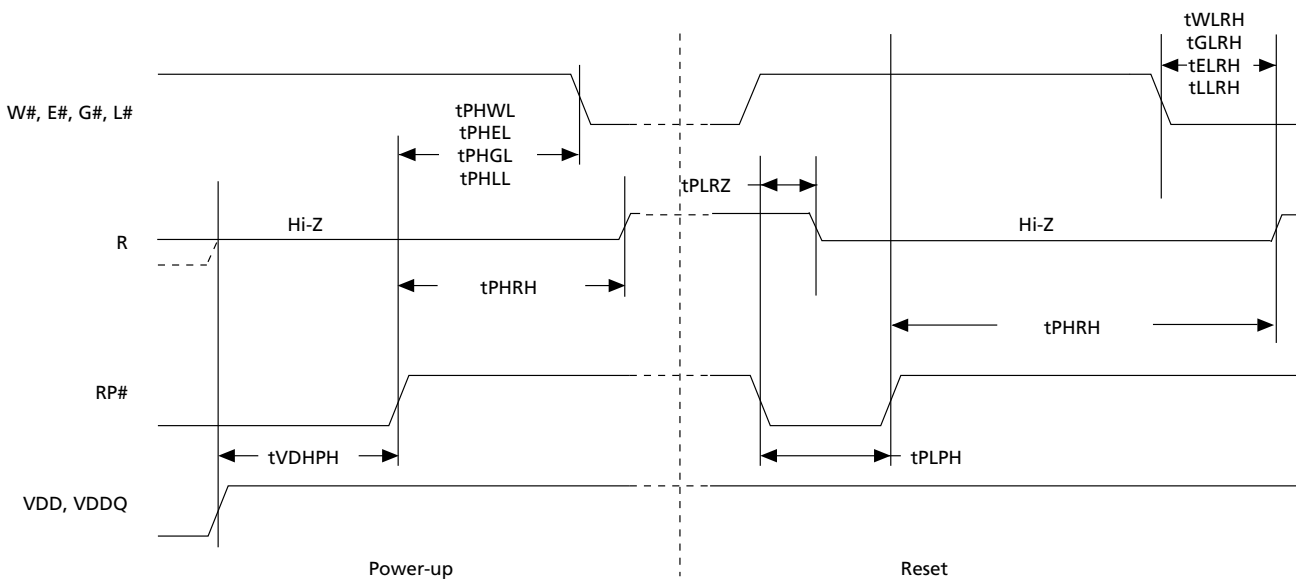 tWLRH
tGLRH
tELRH
tLLRH
W#, E#, G#, L#
tPHWL
tPHEL
tPHGL
tPHLL
tPLRZ
R
Hi-Z
Hi-Z
tPHRH
tPHRH
RP#
tVDHPH
tPLPH
VDD, VDDQ
Power-up
Reset